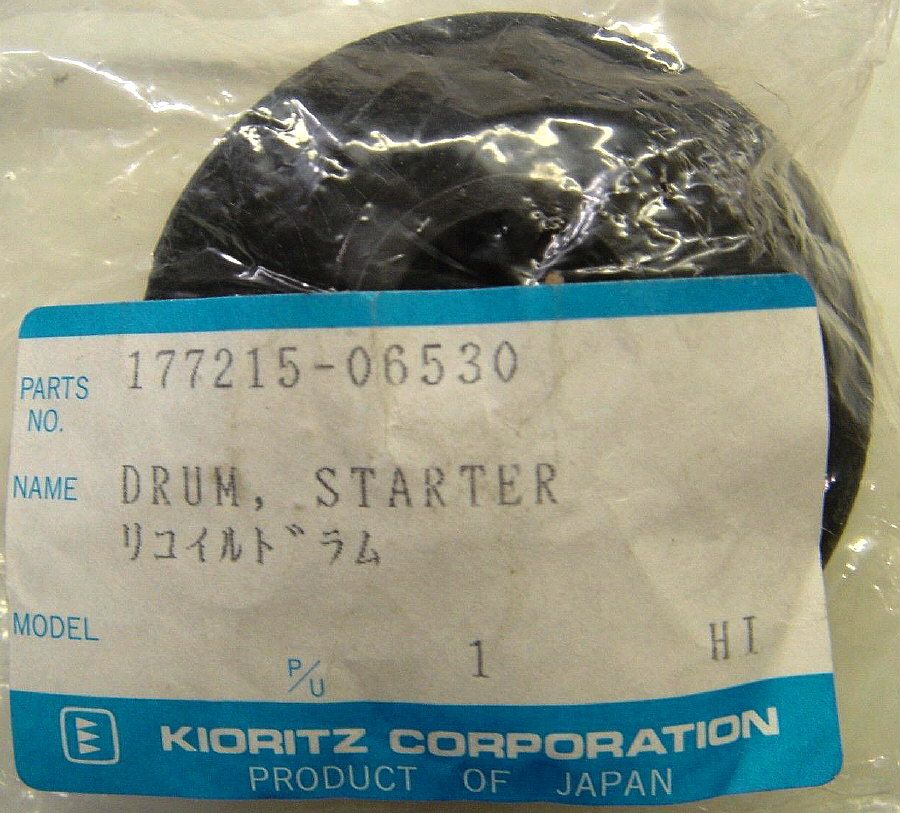 PARTS NO. 177215-06530
NAME DRUM, STARTER
リコイルドラム
MODEL
P/U 1 HI
KIORITZ CORPORATION
PRODUCT OF JAPAN